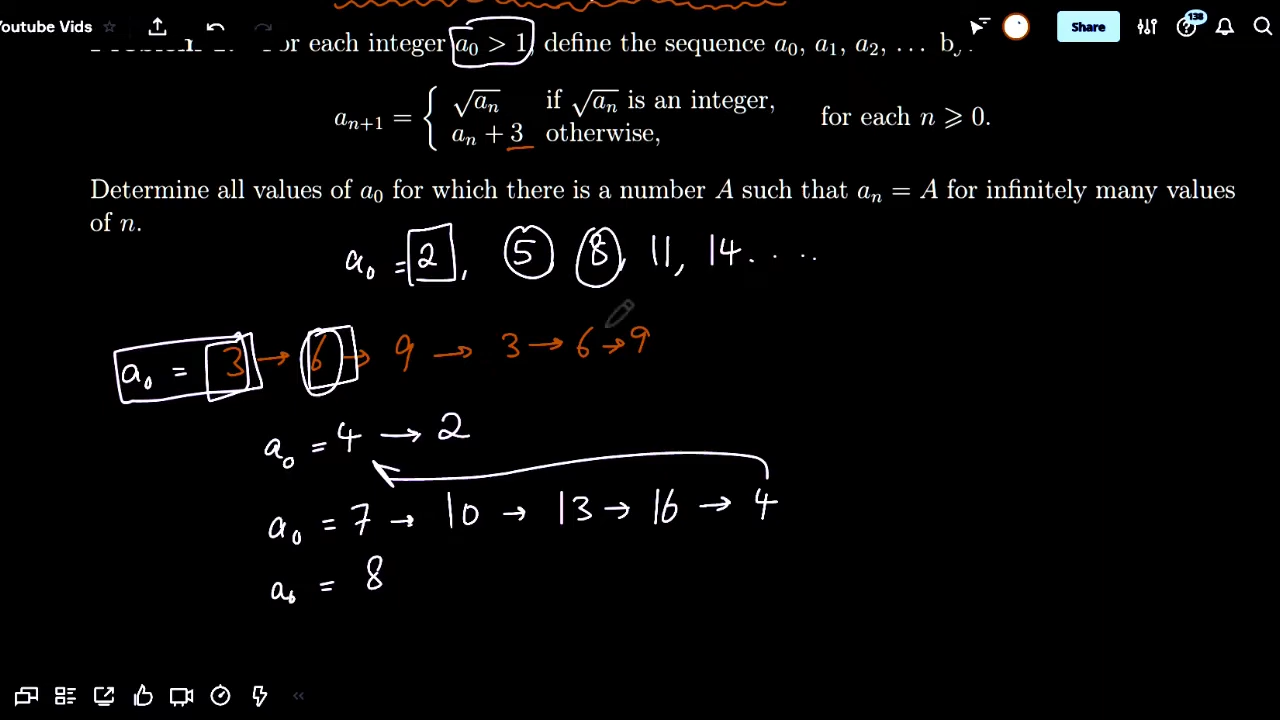 Youtube Vids
Share
138
or each integer a₀ > 1, define the sequence a₀, a₁, a₂, … by:
aₙ₊₁ = { √aₙ if √aₙ is an integer,
aₙ + 3 otherwise,
for each n ⩾ 0.
Determine all values of a₀ for which there is a number A such that aₙ = A for infinitely many values
of n.
a₀ = 2, 5 8, 11, 14. . . .
a₀ = 3 → 6 → 9 → 3 → 6 → 9
a₀ = 4 → 2
a₀ = 7 → 10 → 13 → 16 → 4
a₀ = 8